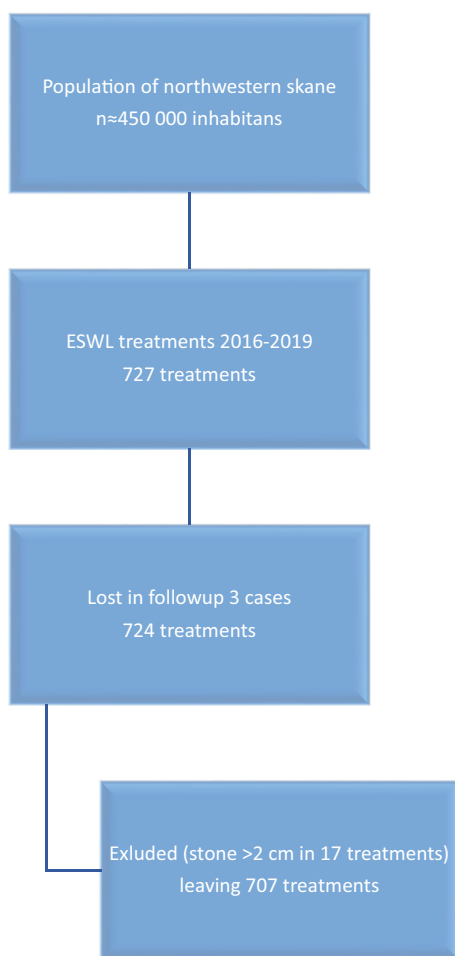 Population of northwestern skane
n≈450 000 inhabitans
ESWL treatments 2016-2019
727 treatments
Lost in followup 3 cases
724 treatments
Exluded (stone >2 cm in 17 treatments)
leaving 707 treatments